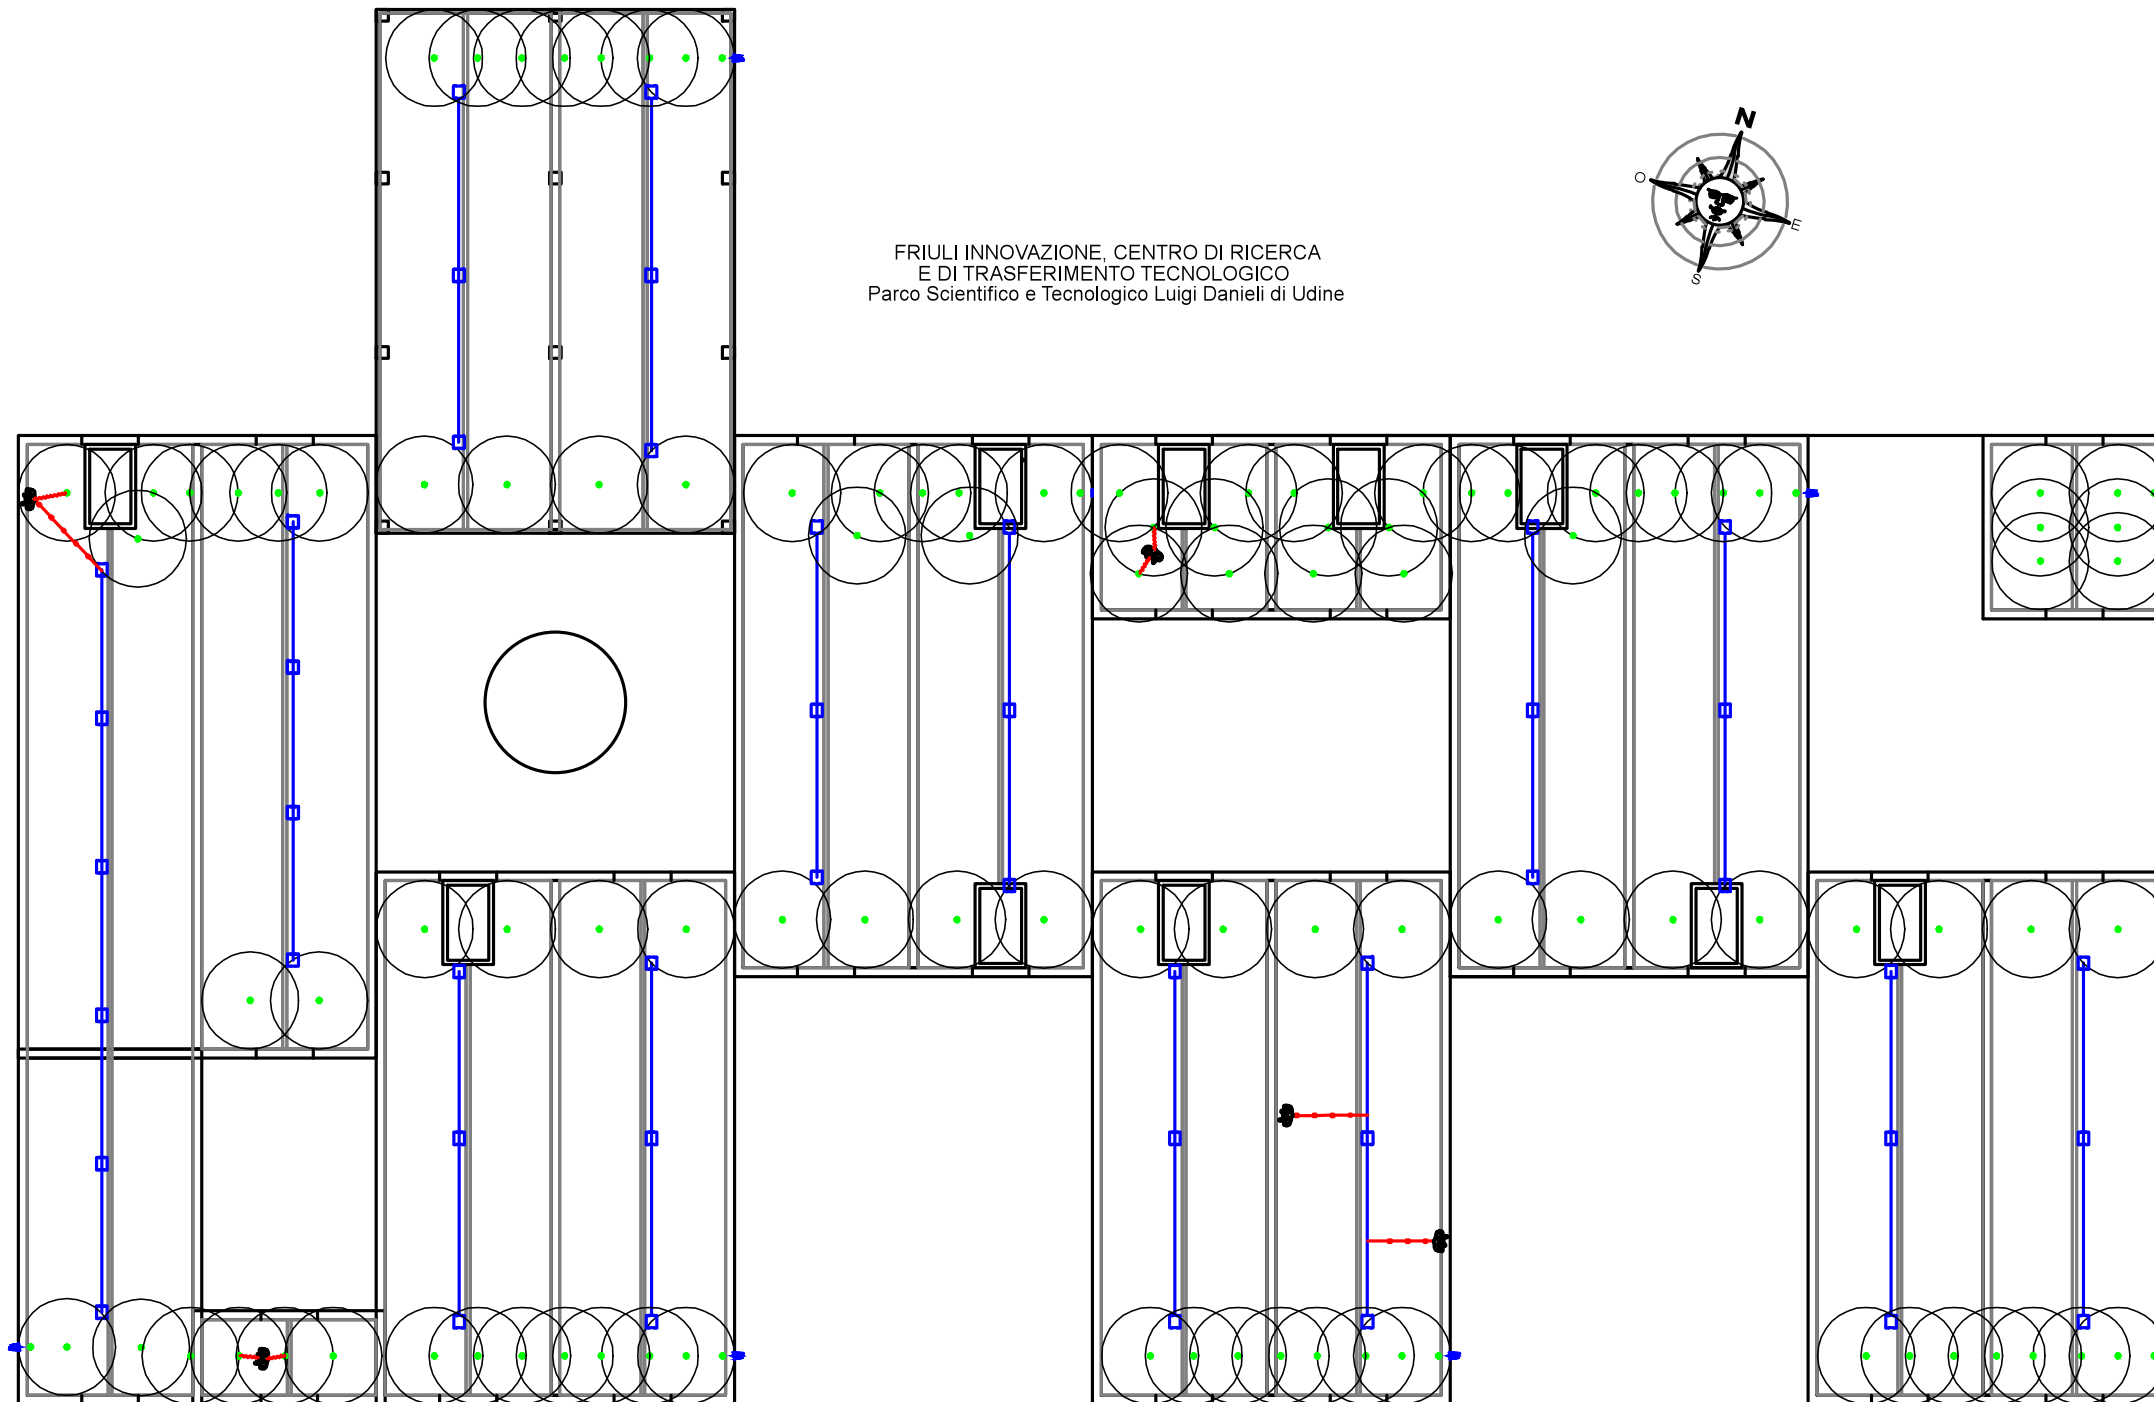 N
O
E
S
FRIULI INNOVAZIONE, CENTRO DI RICERCA
E DI TRASFERIMENTO TECNOLOGICO
Parco Scientifico e Tecnologico Luigi Danieli di Udine